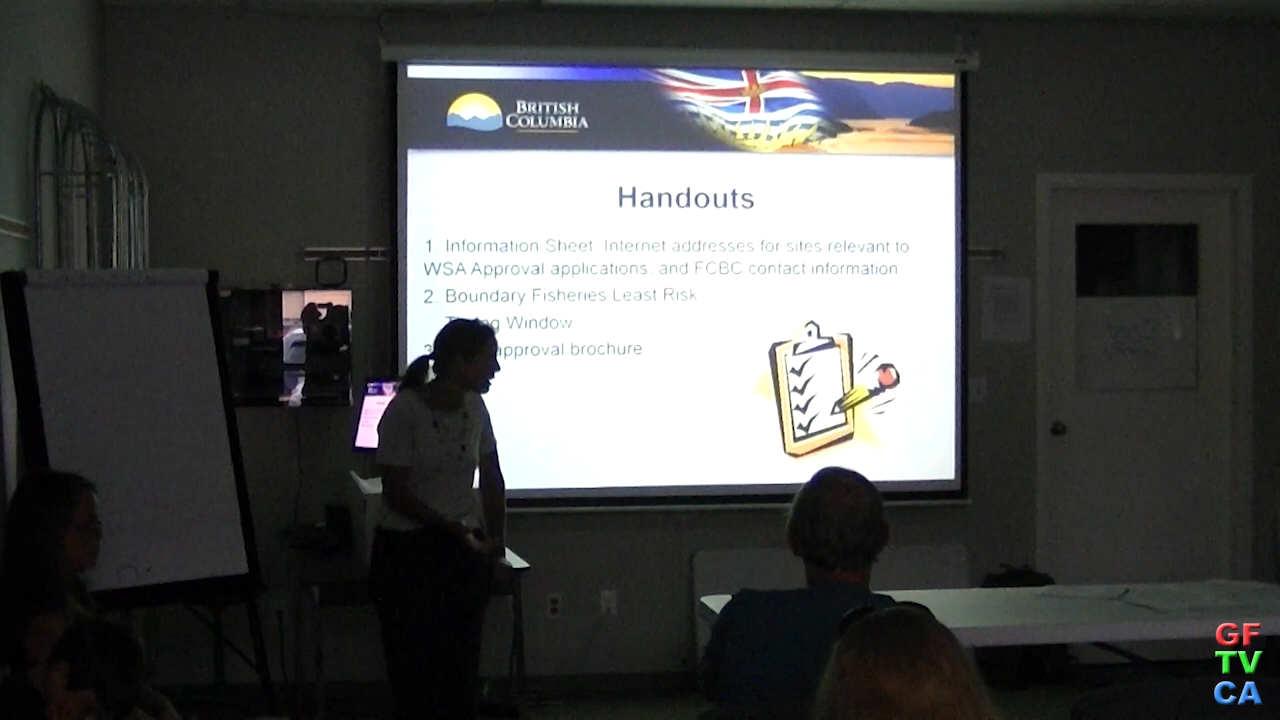 BRITISH
COLUMBIA
Handouts
1. Information Sheet. Internet addresses for sites relevant to
WSA Approval applications, and FCBC contact information
2. Boundary Fisheries Least Risk
Window
approval brochure
GF
TV
CA